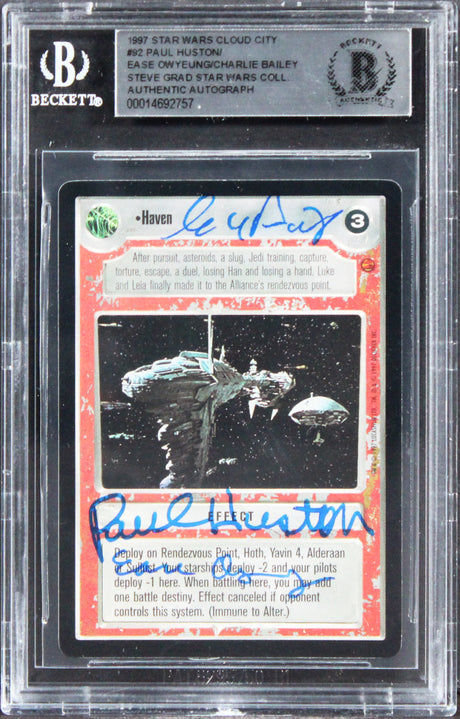 1997 STAR WARS CLOUD CITY
#92 PAUL HUSTON/
EASE OWYEUNG/CHARLIE BAILEY
STEVE GRAD STAR WARS COLL.
AUTHENTIC AUTOGRAPH
00014692757
B
BECKETT
BECKETT
AUTHENTIC
•Haven
3
After pursuit, asteroids, a slug, Jedi training, capture,
torture, escape, a duel, losing Han and losing a hand. Luke
and Leia finally made it to the Alliance's rendezvous point.
Paul Huston
EFFECT
Deploy on Rendezvous Point, Hoth, Yavin 4, Alderaan
or Sullust. Your starships deploy -2 and your pilots
deploy -1 here. When battling here, you may add
one battle destiny. Effect canceled if opponent
controls this system. (Immune to Alter.)